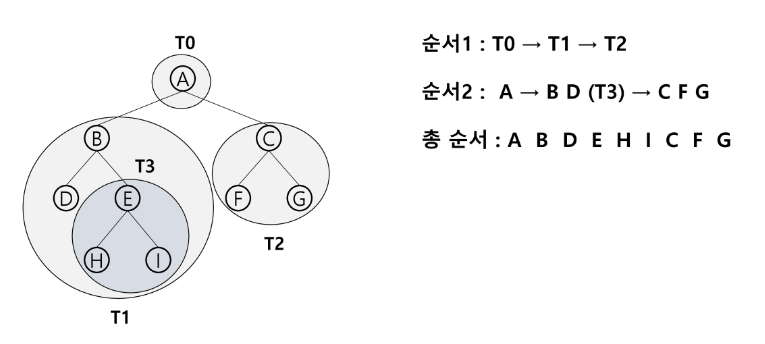 T0
A
B
C
T3
D
E
F
G
H
I
T2
T1
순서1 : T0 → T1 → T2
순서2 : A → B D (T3) → C F G
총 순서 : A B D E H I C F G